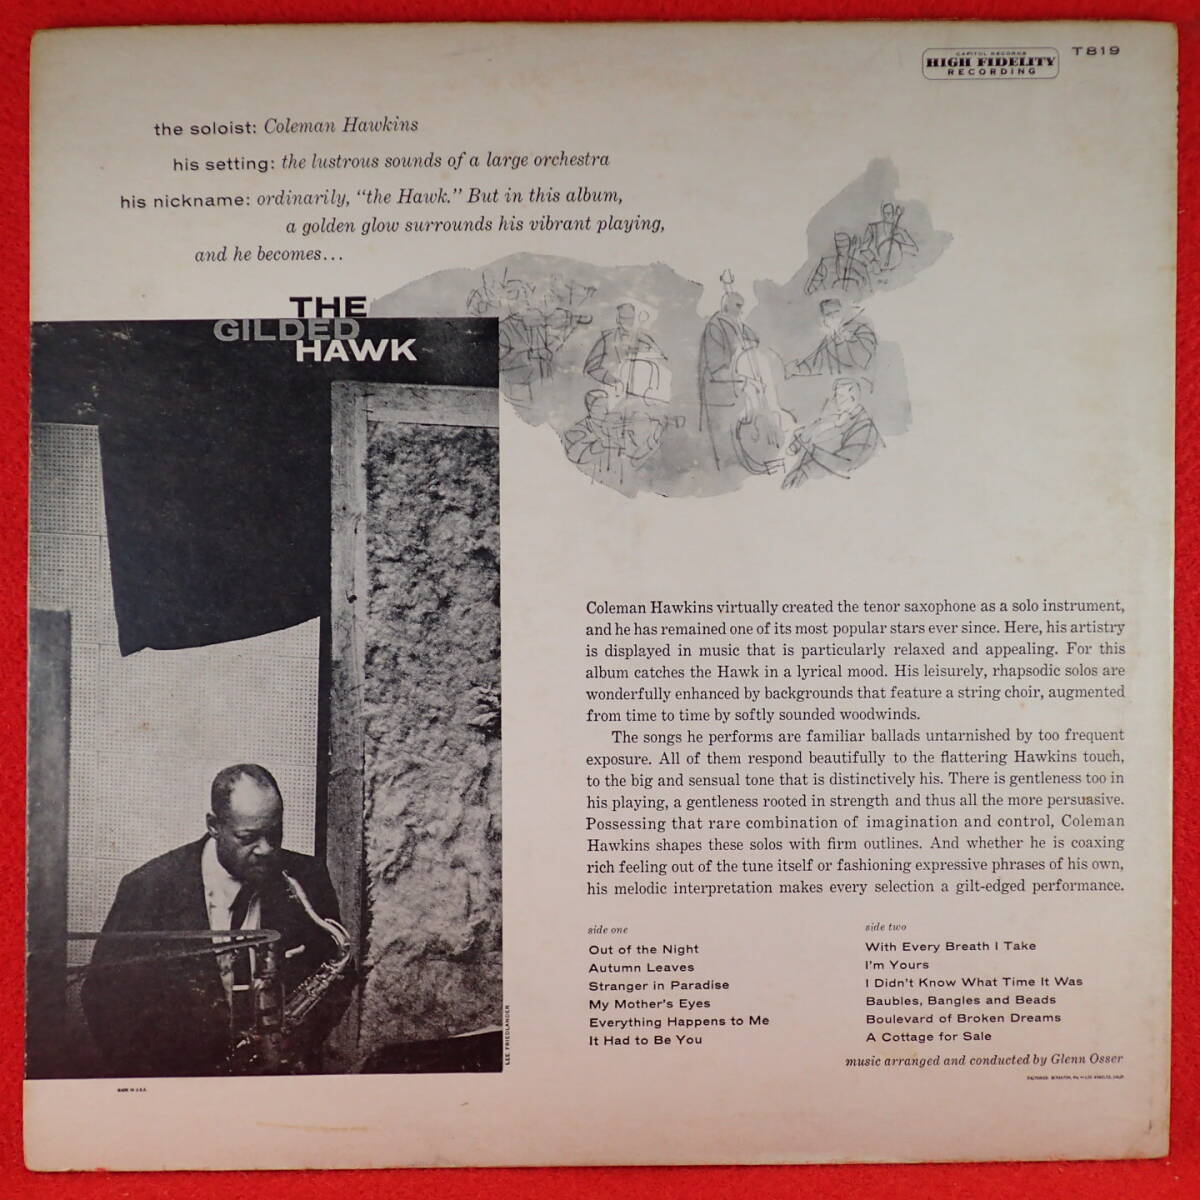 CAPITOL RECORDS
HIGH FIDELITY
RECORDING
T819
the soloist: Coleman Hawkins
his setting: the lustrous sounds of a large orchestra
his nickname: ordinarily, “the Hawk.” But in this album,
a golden glow surrounds his vibrant playing,
and he becomes...
THE
GILDED
HAWK
Coleman Hawkins virtually created the tenor saxophone as a solo instrument,
and he has remained one of its most popular stars ever since. Here, his artistry
is displayed in music that is particularly relaxed and appealing. For this
album catches the Hawk in a lyrical mood. His leisurely, rhapsodic solos are
wonderfully enhanced by backgrounds that feature a string choir, augmented
from time to time by softly sounded woodwinds.
The songs he performs are familiar ballads untarnished by too frequent
exposure. All of them respond beautifully to the flattering Hawkins touch,
to the big and sensual tone that is distinctively his. There is gentleness too in
his playing, a gentleness rooted in strength and thus all the more persuasive.
Possessing that rare combination of imagination and control, Coleman
Hawkins shapes these solos with firm outlines. And whether he is coaxing
rich feeling out of the tune itself or fashioning expressive phrases of his own,
his melodic interpretation makes every selection a gilt-edged performance.
side one
Out of the Night
Autumn Leaves
Stranger in Paradise
My Mother's Eyes
Everything Happens to Me
It Had to Be You
side two
With Every Breath I Take
I'm Yours
I Didn't Know What Time It Was
Baubles, Bangles and Beads
Boulevard of Broken Dreams
A Cottage for Sale
music arranged and conducted by Glenn Osser
LEE FRIEDLANDER
MADE IN U.S.A.